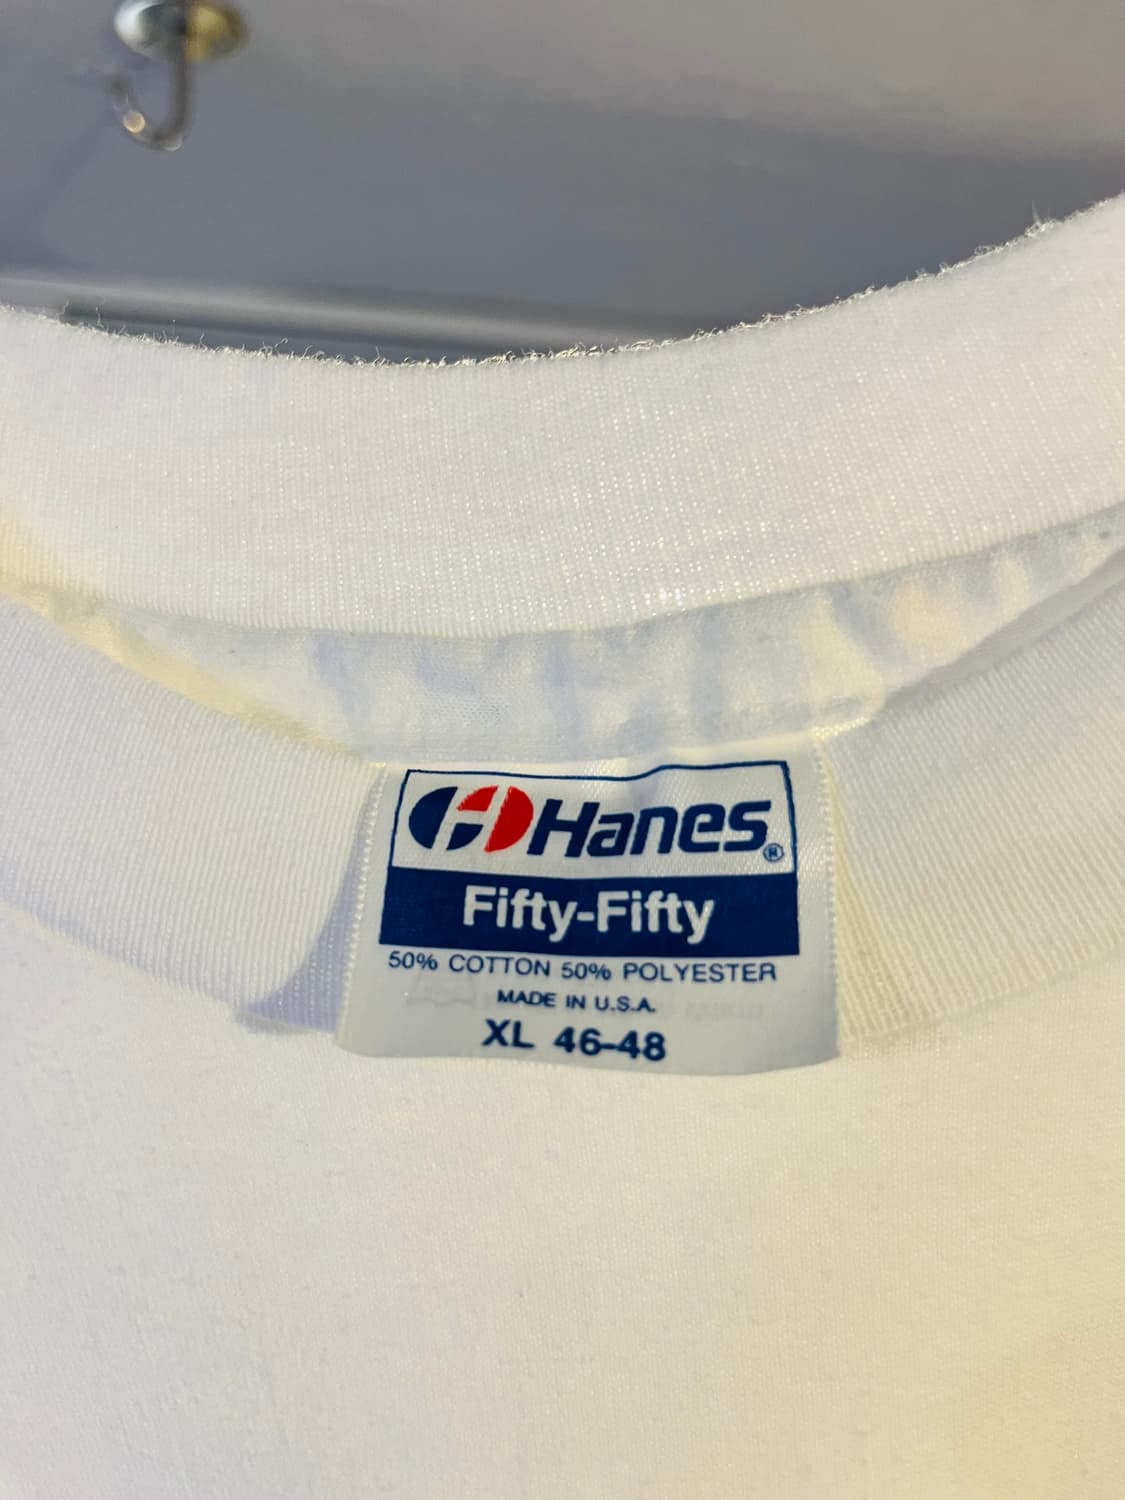 Hanes®
Fifty-Fifty
50% COTTON 50% POLYESTER
MADE IN U.S.A.
XL 46-48